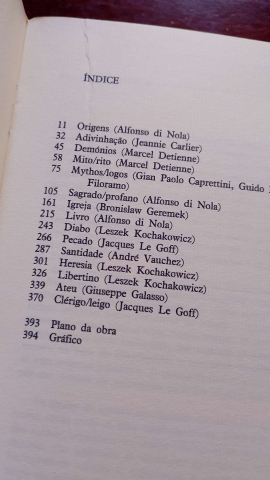 ÍNDICE
11 Origens (Alfonso di Nola)
32 Adivinhação (Jeannie Carlier)
45 Demónios (Marcel Detienne)
58 Mito/rito (Marcel Detienne)
75 Mythos/logos (Gian Paolo Caprettini, Guido
Filoramo)
105 Sagrado/profano (Alfonso di Nola)
161 Igreja (Bronisław Geremek)
215 Livro (Alfonso di Nola)
243 Diabo (Leszek Kochakowicz)
266 Pecado (Jacques Le Goff)
287 Santidade (André Vauchez)
301 Heresia (Leszek Kochakowicz)
326 Libertino (Leszek Kochakowicz)
339 Ateu (Giuseppe Galasso)
370 Clérigo/leigo (Jacques Le Goff)
393 Plano da obra
394 Gráfico